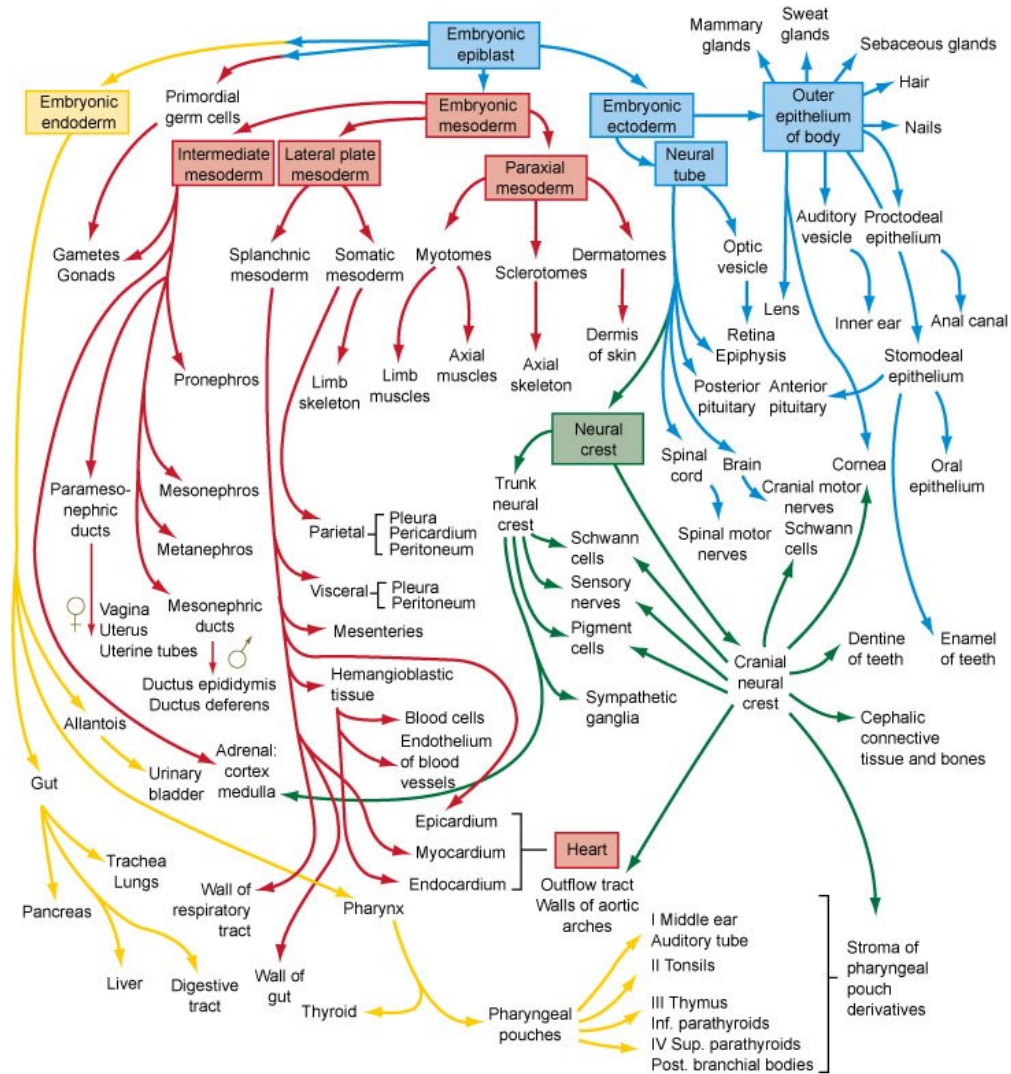 Embryonic
epiblast
Mammary
glands
Sweat
glands
Sebaceous glands
Hair
Nails
Embryonic
endoderm
Primordial
germ cells
Embryonic
mesoderm
Embryonic
ectoderm
Outer
epithelium
of body
Intermediate
mesoderm
Lateral plate
mesoderm
Paraxial
mesoderm
Neural
tube
Gametes
Gonads
Splanchnic
mesoderm
Somatic
mesoderm
Myotomes
Sclerotomes
Dermatomes
Optic
vesicle
Auditory
vesicle
Proctodeal
epithelium
Pronephros
Limb
skeleton
Limb
muscles
Axial
muscles
Axial
skeleton
Dermis
of skin
Retina
Epiphysis
Lens
Inner ear
Anal canal
Stomodeal
epithelium
Posterior
pituitary
Anterior
pituitary
Neural
crest
Spinal
cord
Brain
Cornea
Oral
epithelium
Cranial motor
nerves
Schwann
cells
Spinal motor
nerves
Parameso-
nephric
ducts
Mesonephros
Metanephros
Mesonephric
ducts
Trunk
neural
crest
Parietal
Pleura
Pericardium
Peritoneum
Visceral
Pleura
Peritoneum
Mesenteries
Schwann
cells
Sensory
nerves
Pigment
cells
Sympathetic
ganglia
♀
Vagina
Uterus
Uterine tubes
♂
Ductus epididymis
Ductus deferens
Hemangioblastic
tissue
Blood cells
Endothelium
of blood
vessels
Cranial
neural
crest
Dentine
of teeth
Enamel
of teeth
Cephalic
connective
tissue and bones
Allantois
Urinary
bladder
Adrenal:
cortex
medulla
Gut
Trachea
Lungs
Pancreas
Liver
Digestive
tract
Wall of
respiratory
tract
Wall of
gut
Epicardium
Myocardium
Endocardium
Heart
Outflow tract
Walls of aortic
arches
Pharynx
Thyroid
Pharyngeal
pouches
I Middle ear
Auditory tube
II Tonsils
III Thymus
Inf. parathyroids
IV Sup. parathyroids
Post. branchial bodies
Stroma of
pharyngeal
pouch
derivatives